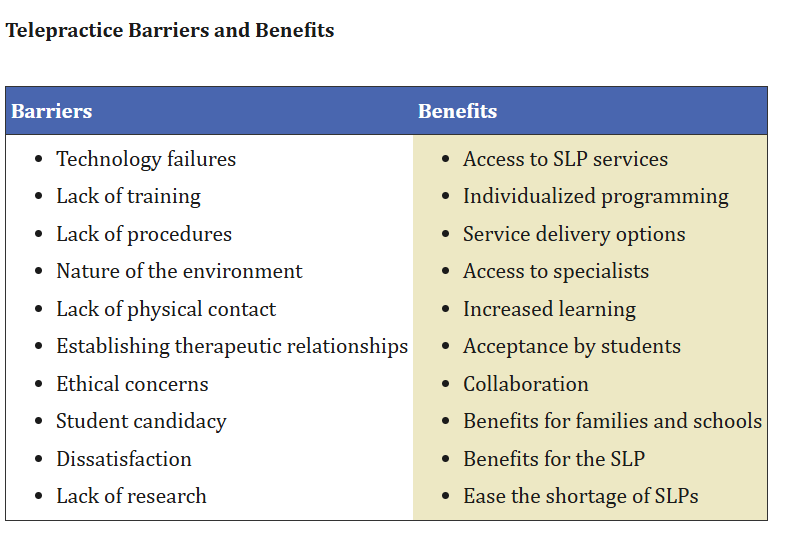 Telepractice Barriers and Benefits
Barriers
Benefits
• Technology failures
• Lack of training
• Lack of procedures
• Nature of the environment
• Lack of physical contact
• Establishing therapeutic relationships
• Ethical concerns
• Student candidacy
• Dissatisfaction
• Lack of research
• Access to SLP services
• Individualized programming
• Service delivery options
• Access to specialists
• Increased learning
• Acceptance by students
• Collaboration
• Benefits for families and schools
• Benefits for the SLP
• Ease the shortage of SLPs